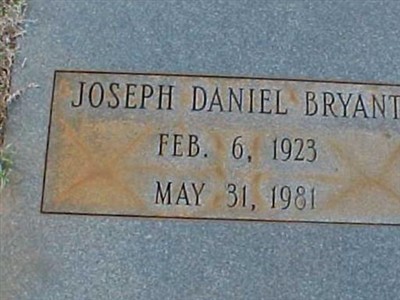 JOSEPH DANIEL BRYANT
FEB. 6, 1923
MAY 31, 1981